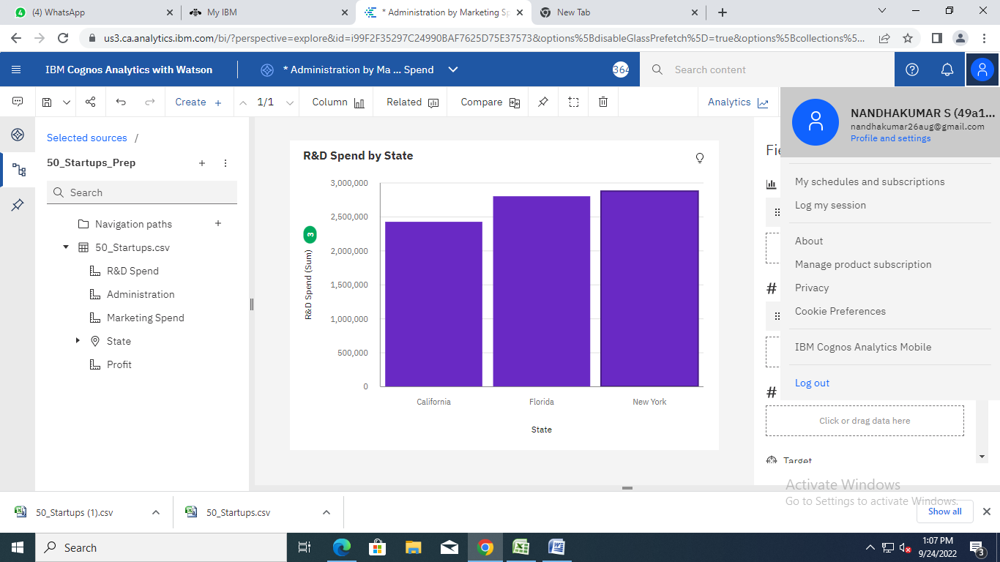 (4) WhatsApp
My IBM
* Administration by Marketing Sp
New Tab
us3.ca.analytics.ibm.com/bi/?perspective=explore&id=i99F2F35297C24990BAF7625D75E37573&options%5BdisableGlassPrefetch%5D=true&options%5Bcollections%5...
IBM Cognos Analytics with Watson
* Administration by Ma ... Spend
364
Search content
Create
1/1
Column
Related
Compare
Analytics
Selected sources /
50_Startups_Prep
Search
Navigation paths
50_Startups.csv
R&D Spend
Administration
Marketing Spend
State
Profit
R&D Spend by State
3,000,000
2,500,000
2,000,000
1,500,000
1,000,000
500,000
0
3
R&D Spend (Sum)
California
Florida
New York
State
Fi
NANDHAKUMAR S (49a1...
nandhakumar26aug@gmail.com
Profile and settings
My schedules and subscriptions
Log my session
About
Manage product subscription
Privacy
Cookie Preferences
IBM Cognos Analytics Mobile
Log out
#
#
Click or drag data here
Target
Activate Windows
Go to Settings to activate Windows.
50_Startups (1).csv
50_Startups.csv
Show all
Search
1:07 PM
9/24/2022
3